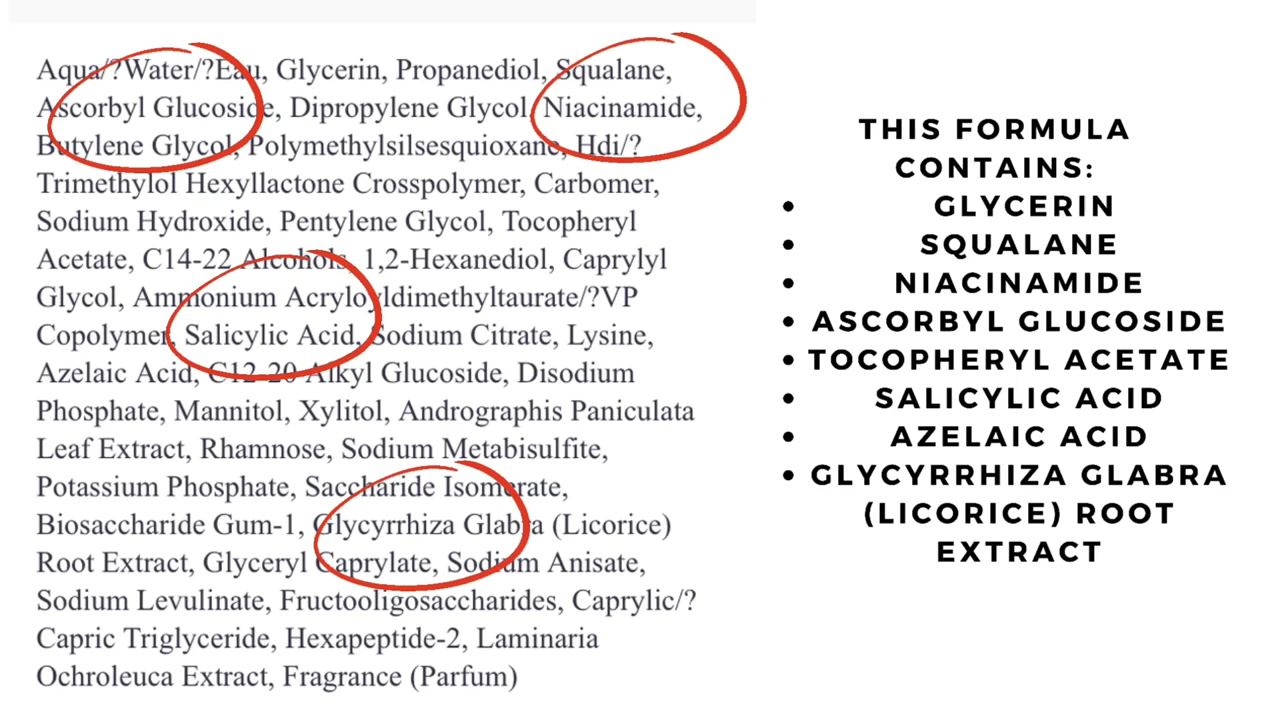 Aqua/?Water/?Eau, Glycerin, Propanediol, Squalane,
Ascorbyl Glucoside, Dipropylene Glycol, Niacinamide,
Butylene Glycol, Polymethylsilsesquioxane, Hdi/?
Trimethylol Hexyllactone Crosspolymer, Carbomer,
Sodium Hydroxide, Pentylene Glycol, Tocopheryl
Acetate, C14-22 Alcohols, 1,2-Hexanediol, Caprylyl
Glycol, Ammonium Acryloyldimethyltaurate/?VP
Copolymer, Salicylic Acid, Sodium Citrate, Lysine,
Azelaic Acid, C12-20 Alkyl Glucoside, Disodium
Phosphate, Mannitol, Xylitol, Andrographis Paniculata
Leaf Extract, Rhamnose, Sodium Metabisulfite,
Potassium Phosphate, Saccharide Isomerate,
Biosaccharide Gum-1, Glycyrrhiza Glabra (Licorice)
Root Extract, Glyceryl Caprylate, Sodium Anisate,
Sodium Levulinate, Fructooligosaccharides, Caprylic/?
Capric Triglyceride, Hexapeptide-2, Laminaria
Ochroleuca Extract, Fragrance (Parfum)
THIS FORMULA
CONTAINS:
• GLYCERIN
• SQUALANE
• NIACINAMIDE
• ASCORBYL GLUCOSIDE
• TOCOPHERYL ACETATE
• SALICYLIC ACID
• AZELAIC ACID
• GLYCYRRHIZA GLABRA
(LICORICE) ROOT
EXTRACT